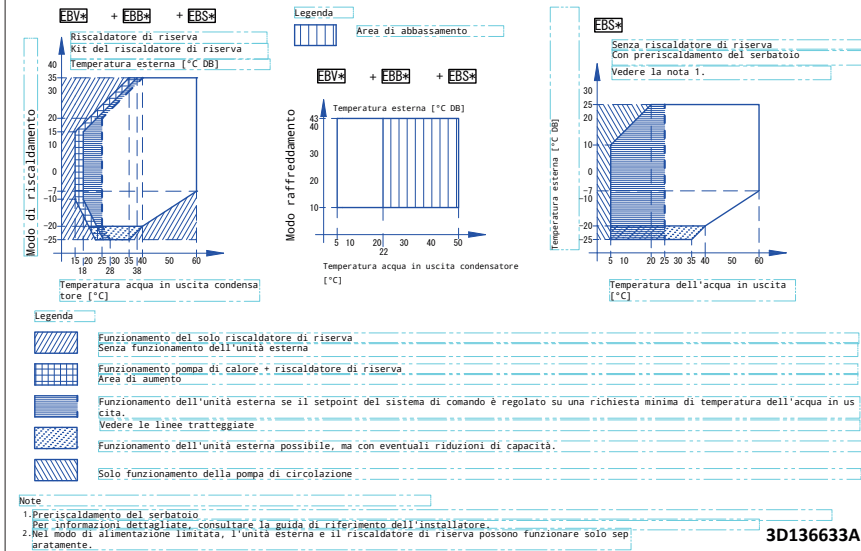 EBV* + EBB* + EBS*
Riscaldatore di riserva
Kit del riscaldatore di riserva
Temperatura esterna [°C DB]
Modo di riscaldamento
40
35
30
20
15
10
0
-7
-10
-20
-25
15 20 25 30 35 40 50 60
18 28 38
Temperatura acqua in uscita condensa
tore [°C]
Legenda
Area di abbassamento
EBV* + EBB* + EBS*
Temperatura esterna [°C DB]
Modo raffreddamento
43
40
30
20
10
5 10 20 30 40 50
22
Temperatura acqua in uscita condensatore
[°C]
EBS*
Senza riscaldatore di riserva
Con preriscaldamento del serbatoio
Vedere la nota 1.
Temperatura esterna [°C DB]
30
25
20
10
0
-7
-10
-20
-25
5 10 20 25 35 40 50 60
Temperatura dell'acqua in uscita
[°C]
Legenda
Funzionamento del solo riscaldatore di riserva
Senza funzionamento dell'unità esterna
Funzionamento pompa di calore + riscaldatore di riserva
Area di aumento
Funzionamento dell'unità esterna se il setpoint del sistema di comando è regolato su una richiesta minima di temperatura dell'acqua in us
cita.
Vedere le linee tratteggiate
Funzionamento dell'unità esterna possibile, ma con eventuali riduzioni di capacità.
Solo funzionamento della pompa di circolazione
Note
1.Preriscaldamento del serbatoio
Per informazioni dettagliate, consultare la guida di riferimento dell'installatore.
2.Nel modo di alimentazione limitata, l'unità esterna e il riscaldatore di riserva possono funzionare solo sep
aratamente.
3D136633A